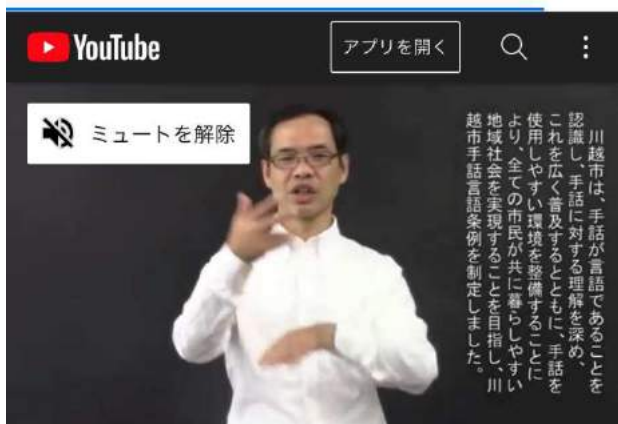 YouTube
アプリを開く
ミュートを解除
川越市は、手話が言語であることを
認識し、手話に対する理解を深め、
これを広く普及するとともに、手話を
使用しやすい環境を整備することに
より、全ての市民が共に暮らしやすい
地域社会を実現することを目指し、川
越市手話言語条例を制定しました。